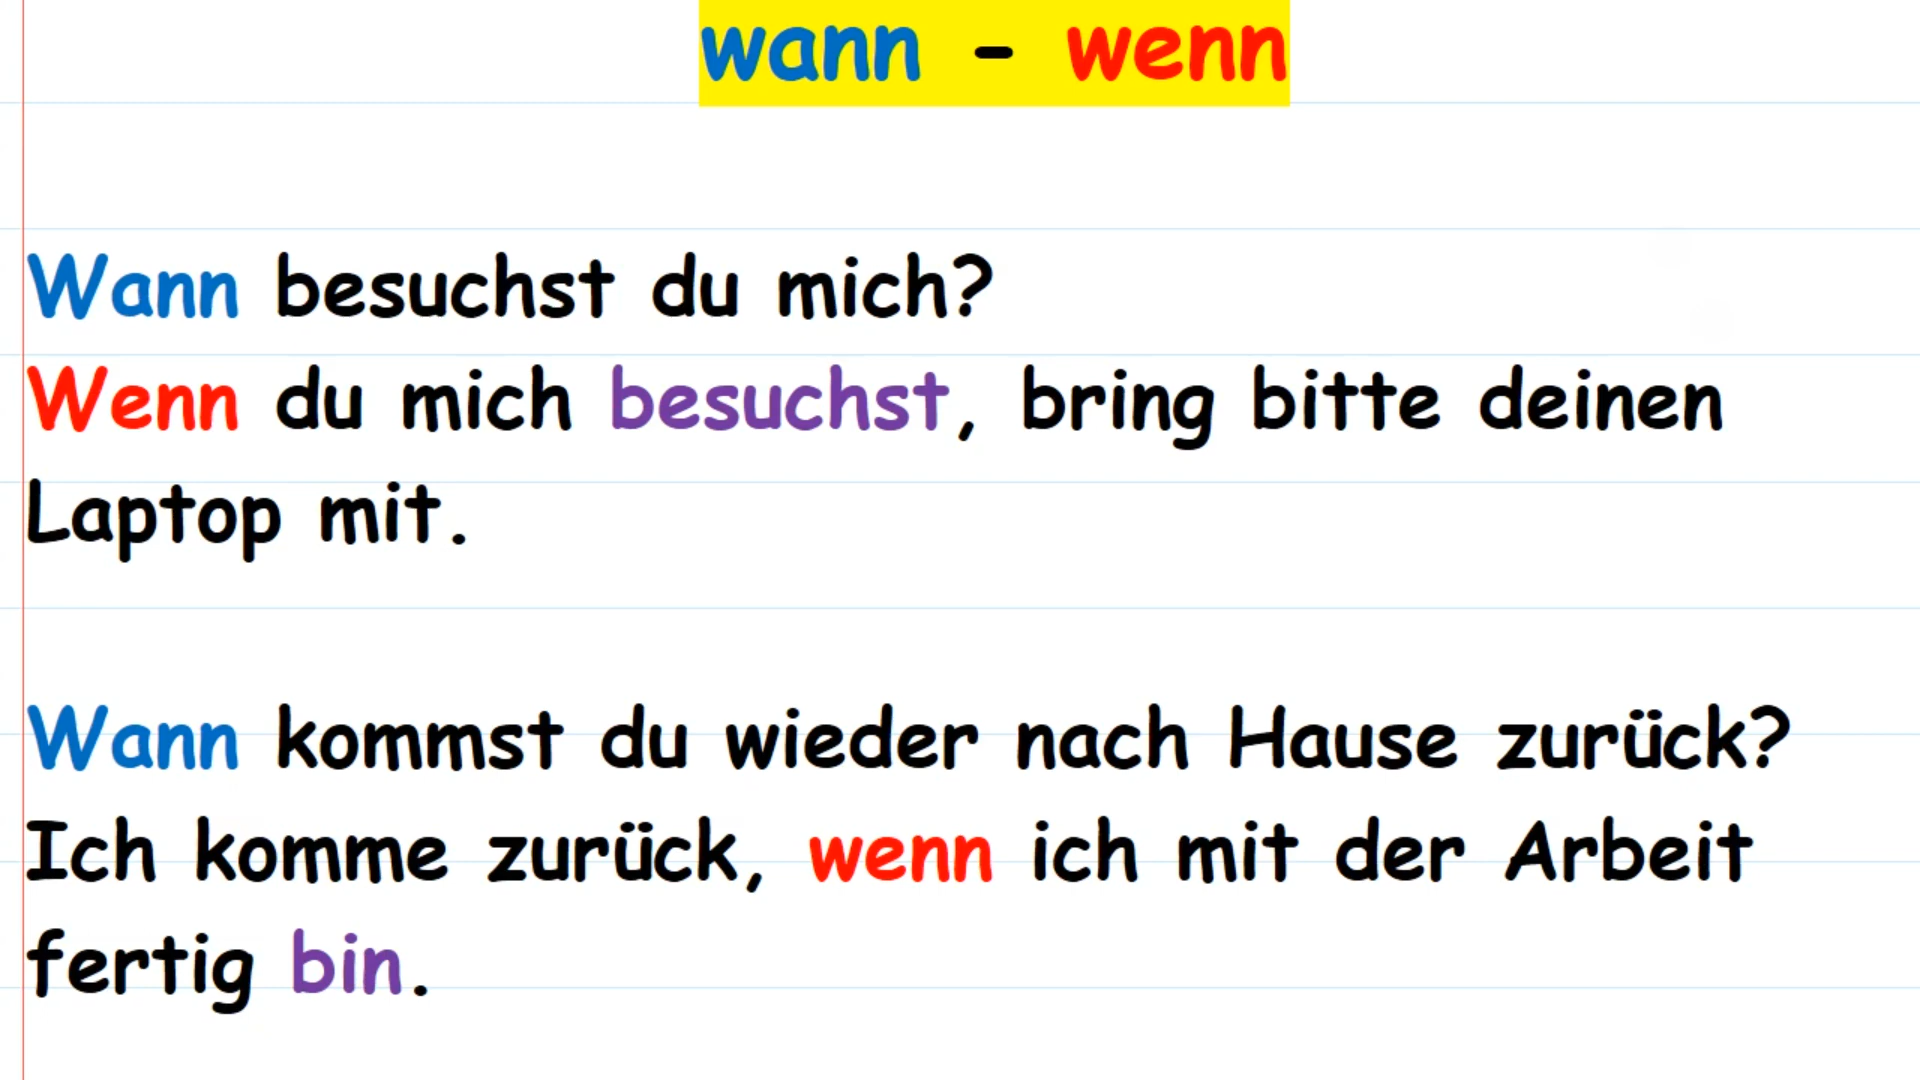 wann - wenn
Wann besuchst du mich?
Wenn du mich besuchst, bring bitte deinen
Laptop mit.
Wann kommst du wieder nach Hause zurück?
Ich komme zurück, wenn ich mit der Arbeit
fertig bin.